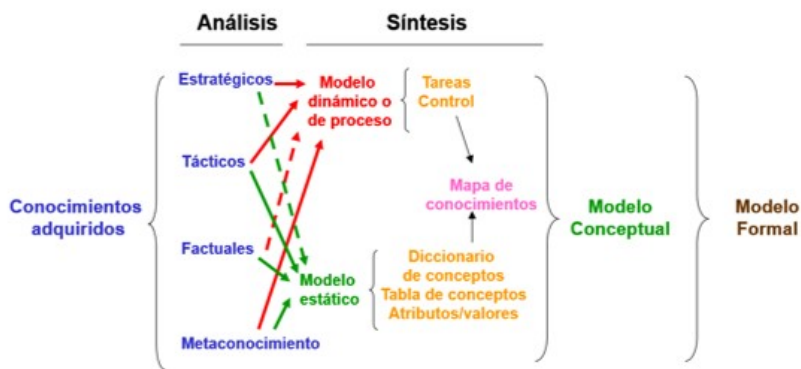 Análisis
Síntesis
Conocimientos
adquiridos
Estratégicos
Tácticos
Factuales
Metaconocimiento
Modelo
dinámico o
de proceso
Tareas
Control
Mapa de
conocimientos
Modelo
estático
Diccionario
de conceptos
Tabla de conceptos
Atributos/valores
Modelo
Conceptual
Modelo
Formal